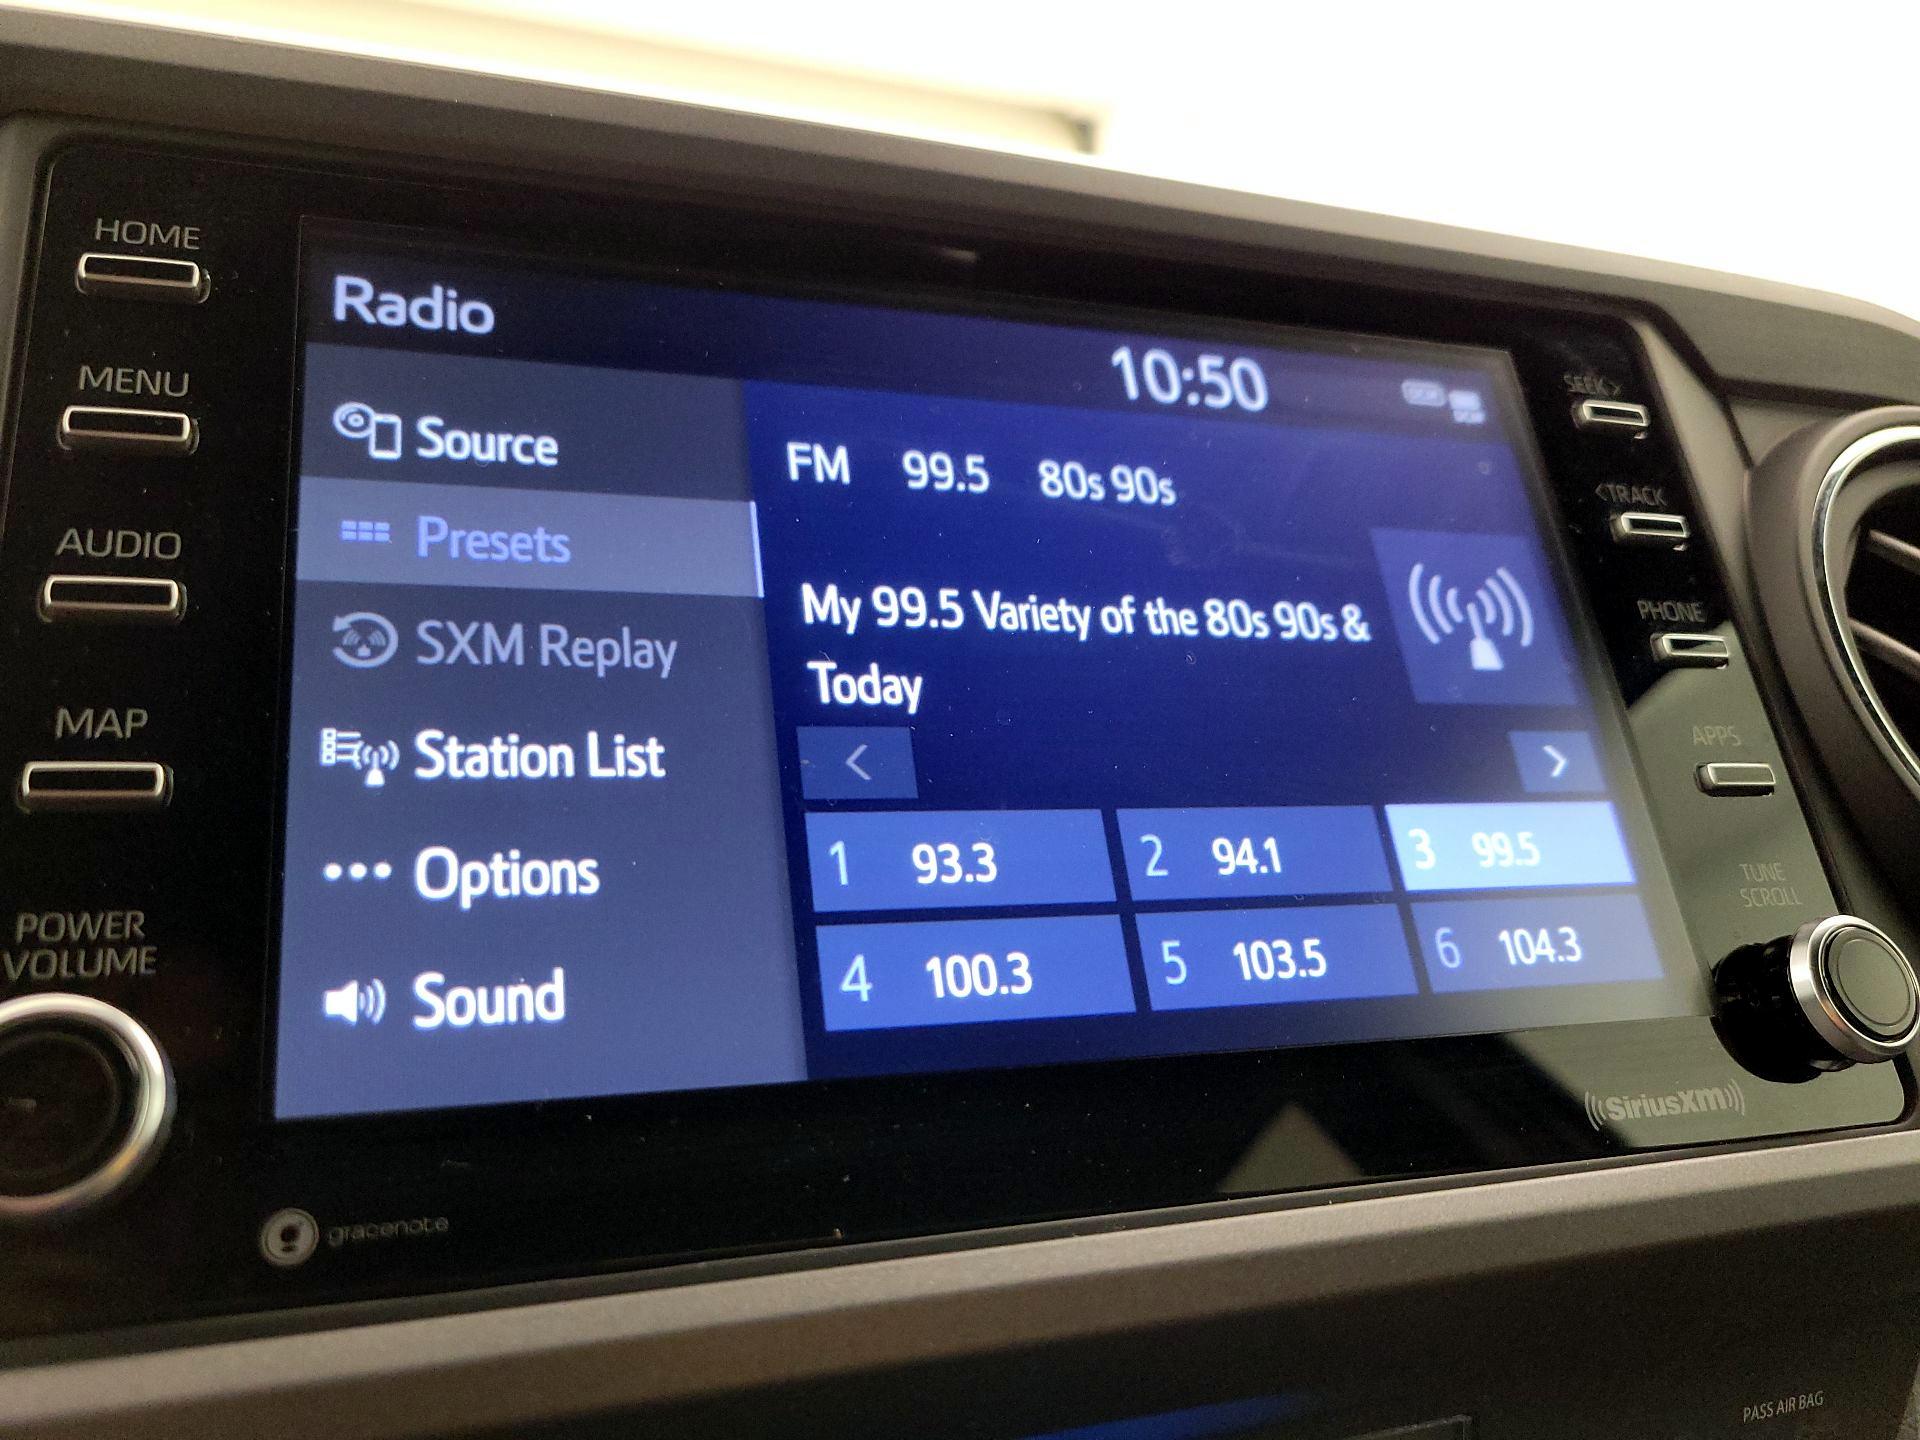 HOME
MENU
AUDIO
MAP
POWER
VOLUME
Radio
10:50
Source
Presets
SXM Replay
Station List
Options
Sound
FM 99.5 80s 90s
My 99.5 Variety of the 80s 90s &
Today
<
>
1 93.3
2 94.1
3 99.5
4 100.3
5 103.5
6 104.3
SEEK>
<TRACK
PHONE
APPS
TUNE
SCROLL
((SiriusXM))
gracenote
PASS AIR BAG